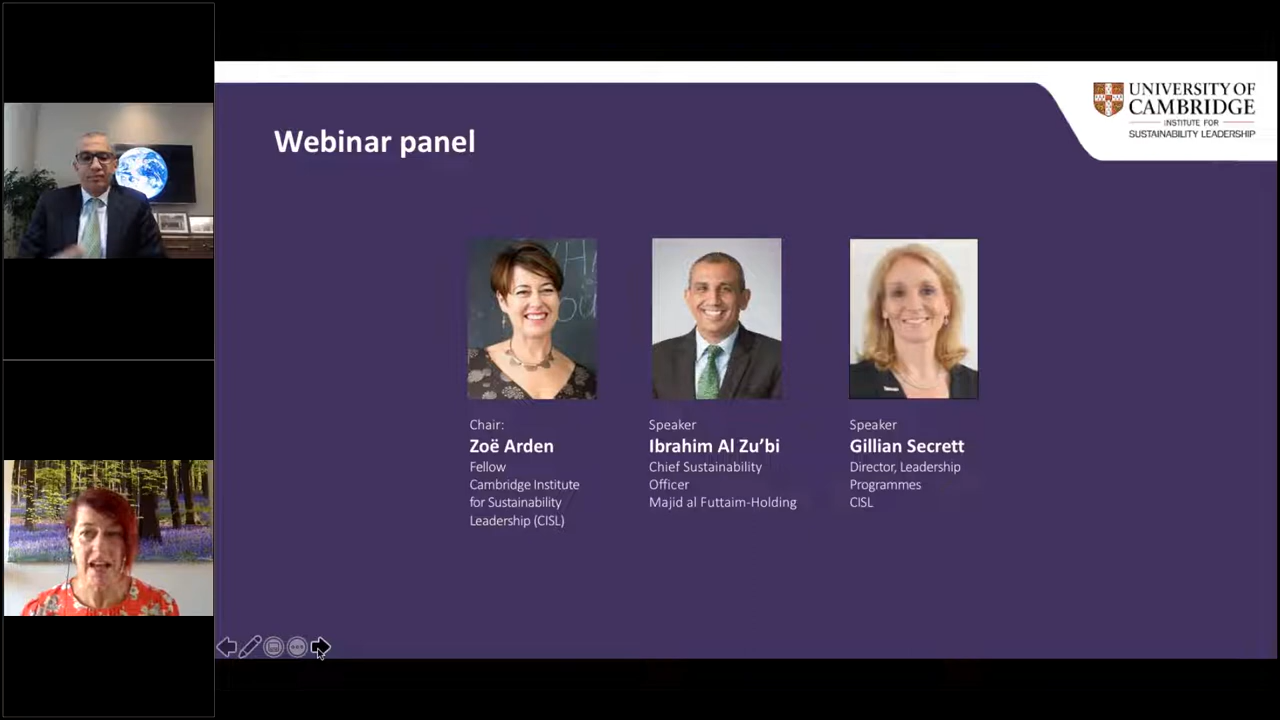 UNIVERSITY OF
CAMBRIDGE
INSTITUTE FOR
SUSTAINABILITY LEADERSHIP
Webinar panel
Chair:
Zoë Arden
Fellow
Cambridge Institute
for Sustainability
Leadership (CISL)
Speaker
Ibrahim Al Zu’bi
Chief Sustainability
Officer
Majid al Futtaim-Holding
Speaker
Gillian Secrett
Director, Leadership
Programmes
CISL